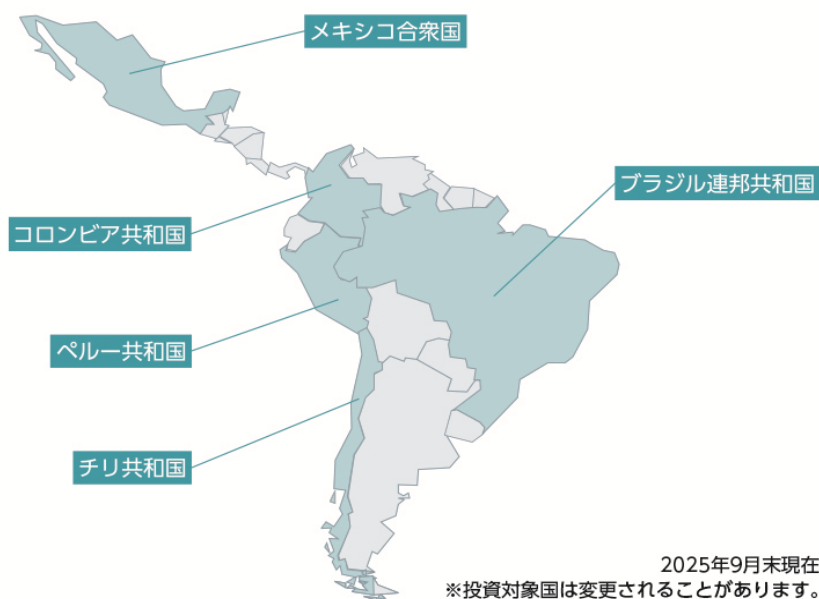 メキシコ合衆国
ブラジル連邦共和国
コロンビア共和国
ペルー共和国
チリ共和国
2025年9月末現在
※投資対象国は変更されることがあります。